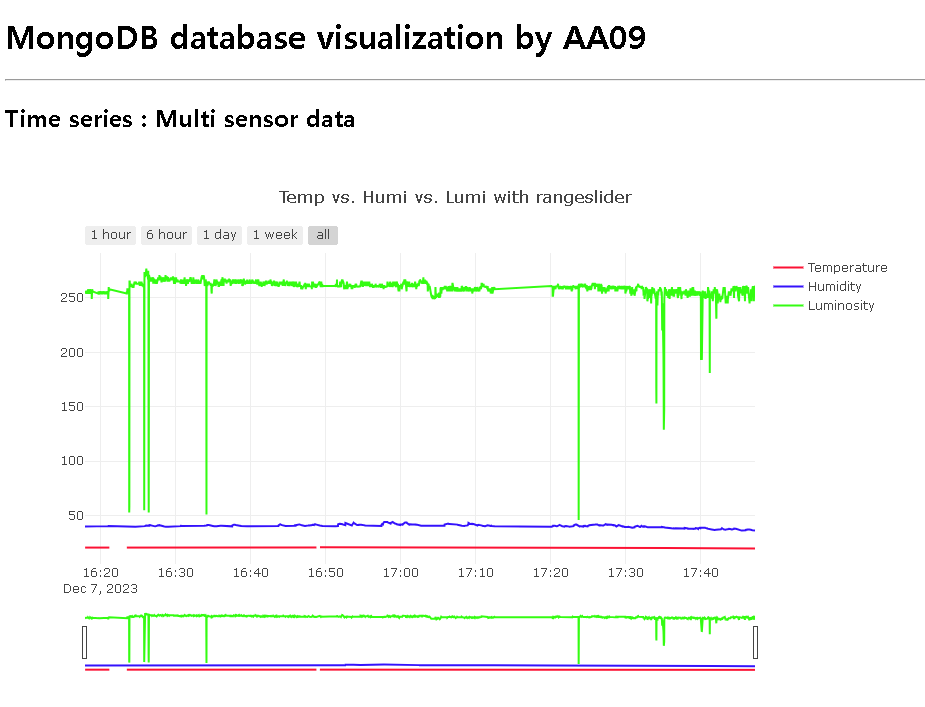 MongoDB database visualization by AA09
Time series : Multi sensor data
Temp vs. Humi vs. Lumi with rangeslider
1 hour 6 hour 1 day 1 week all
Temperature
Humidity
Luminosity
250
200
150
100
50
16:20 16:30 16:40 16:50 17:00 17:10 17:20 17:30 17:40
Dec 7, 2023